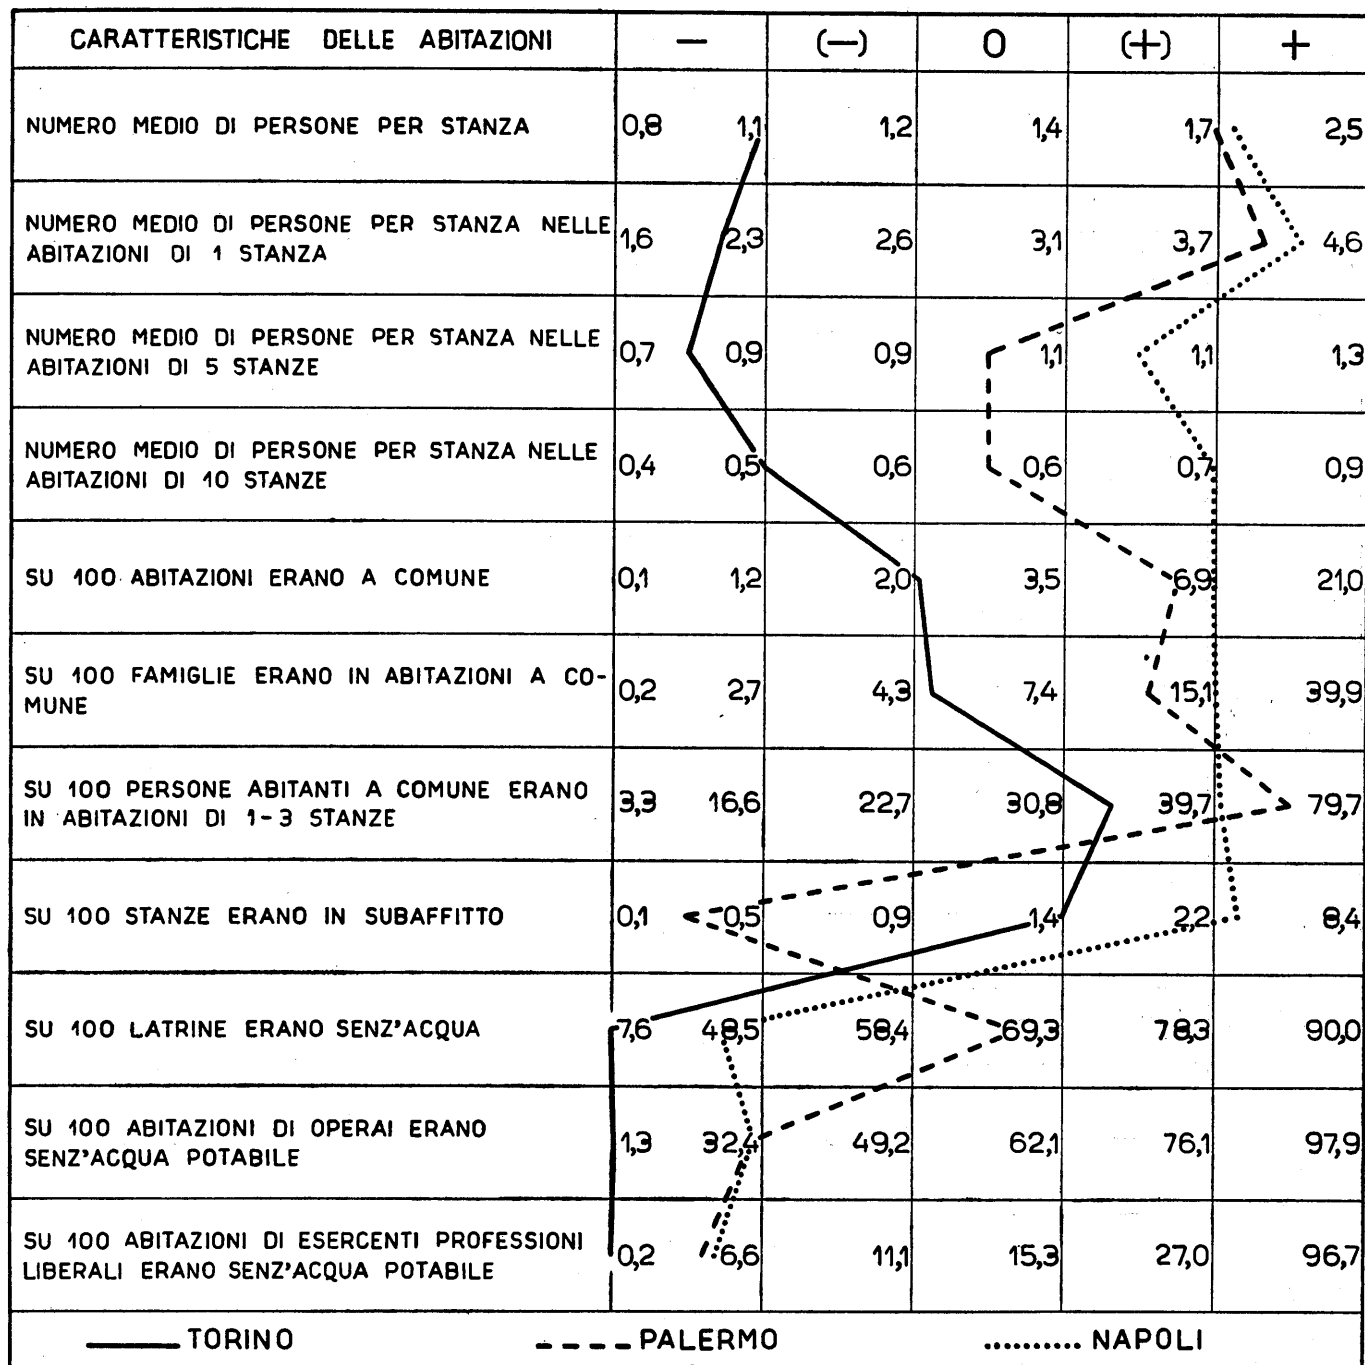 CARATTERISTICHE DELLE ABITAZIONI — (—) O (+) +
NUMERO MEDIO DI PERSONE PER STANZA 0,8 1,1 1,2 1,4 1,7 2,5
NUMERO MEDIO DI PERSONE PER STANZA NELLE
ABITAZIONI DI 1 STANZA 1,6 2,3 2,6 3,1 3,7 4,6
NUMERO MEDIO DI PERSONE PER STANZA NELLE
ABITAZIONI DI 5 STANZE 0,7 0,9 0,9 1,1 1,1 1,3
NUMERO MEDIO DI PERSONE PER STANZA NELLE
ABITAZIONI DI 10 STANZE 0,4 0,5 0,6 0,6 0,7 0,9
SU 100 ABITAZIONI ERANO A COMUNE 0,1 1,2 2,0 3,5 6,9 21,0
SU 100 FAMIGLIE ERANO IN ABITAZIONI A CO-
MUNE 0,2 2,7 4,3 7,4 15,1 39,9
SU 100 PERSONE ABITANTI A COMUNE ERANO
IN ABITAZIONI DI 1-3 STANZE 3,3 16,6 22,7 30,8 39,7 79,7
SU 100 STANZE ERANO IN SUBAFFITTO 0,1 0,5 0,9 1,4 2,2 8,4
SU 100 LATRINE ERANO SENZ'ACQUA 7,6 48,5 58,4 69,3 78,3 90,0
SU 100 ABITAZIONI DI OPERAI ERANO
SENZ'ACQUA POTABILE 1,3 32,4 49,2 62,1 76,1 97,9
SU 100 ABITAZIONI DI ESERCENTI PROFESSIONI
LIBERALI ERANO SENZ'ACQUA POTABILE 0,2 6,6 11,1 15,3 27,0 96,7
TORINO PALERMO NAPOLI